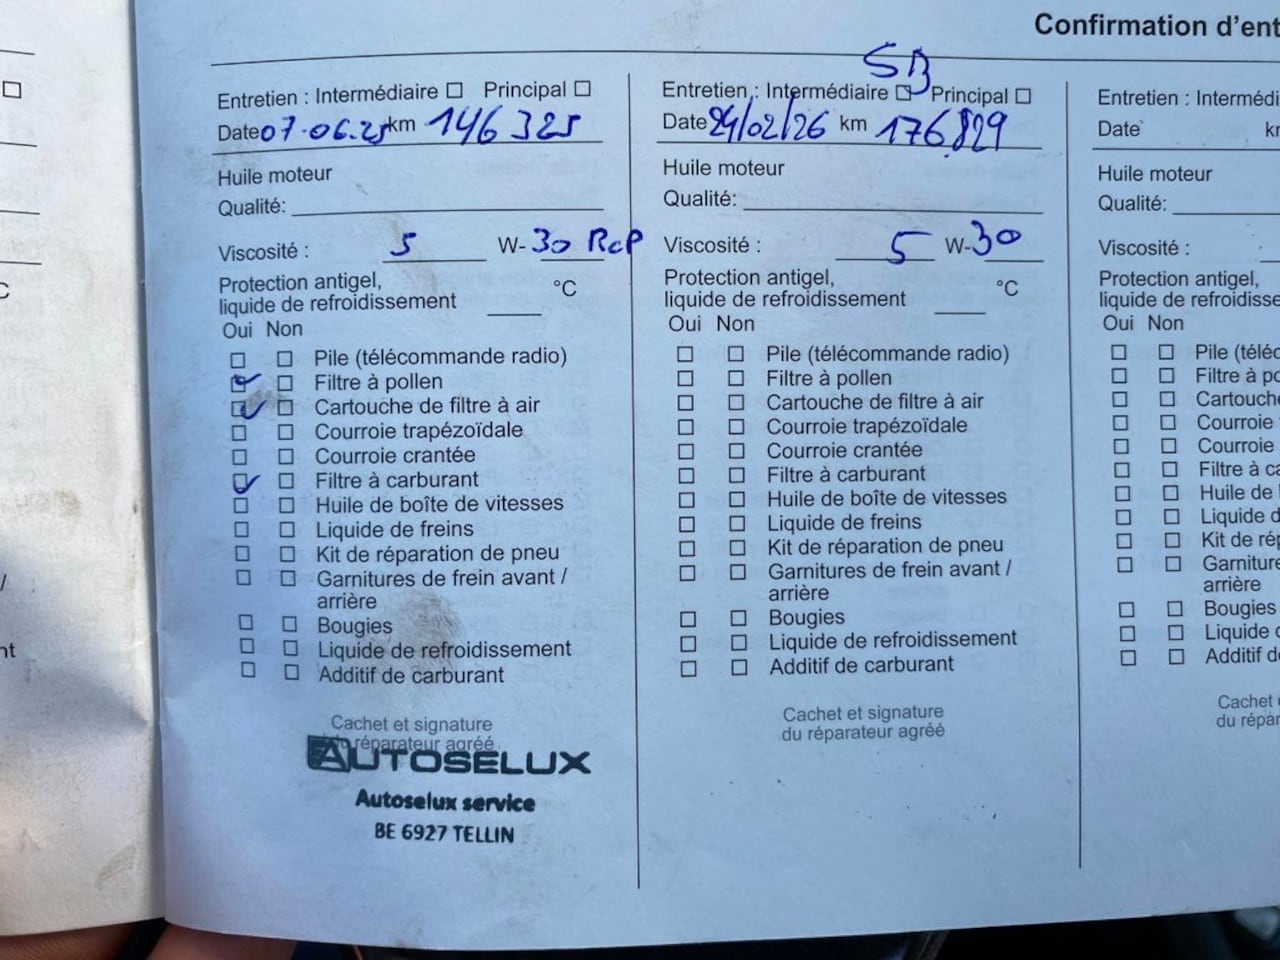 Confirmation d'ent
Entretien : Intermédiaire ☐ Principal ☐
Date 07.06.25 km 146 325
Huile moteur
Qualité:
Viscosité : 5 W- 30 RcP
Protection antigel,
liquide de refroidissement °C
Oui Non
Pile (télécommande radio)
Filtre à pollen
Cartouche de filtre à air
Courroie trapézoïdale
Courroie crantée
Filtre à carburant
Huile de boîte de vitesses
Liquide de freins
Kit de réparation de pneu
Garnitures de frein avant /
arrière
Bougies
Liquide de refroidissement
Additif de carburant
Cachet et signature
du réparateur agréé
AUTOSELUX
Autoselux service
BE 6927 TELLIN
SB
Entretien : Intermédiaire ☐ Principal ☐
Date 24/02/26 km 176.829
Huile moteur
Qualité:
Viscosité : 5 W- 30
Protection antigel,
liquide de refroidissement °C
Oui Non
Pile (télécommande radio)
Filtre à pollen
Cartouche de filtre à air
Courroie trapézoïdale
Courroie crantée
Filtre à carburant
Huile de boîte de vitesses
Liquide de freins
Kit de réparation de pneu
Garnitures de frein avant /
arrière
Bougies
Liquide de refroidissement
Additif de carburant
Cachet et signature
du réparateur agréé
Entretien : Intermédi
Date k
Huile moteur
Qualité:
Viscosité :
Protection antigel,
liquide de refroidisse
Oui Non
Pile (téléc
Filtre à po
Cartouche
Courroie
Courroie
Filtre à ca
Huile de
Liquide d
Kit de rép
Garniture
arrière
Bougies
Liquide d
Additif d
Cachet
du répar